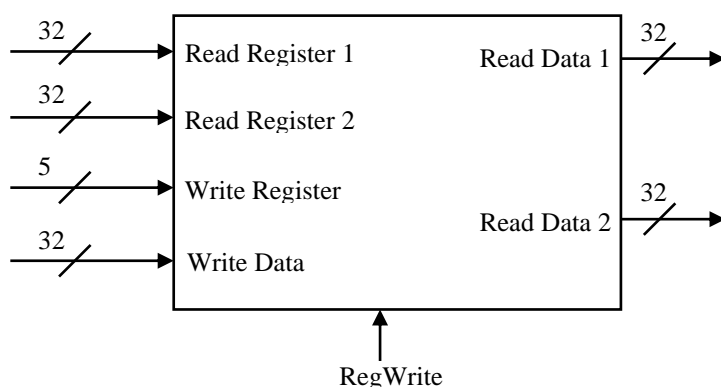 32
Read Register 1
Read Data 1
32
32
Read Register 2
5
Write Register
Read Data 2
32
32
Write Data
RegWrite